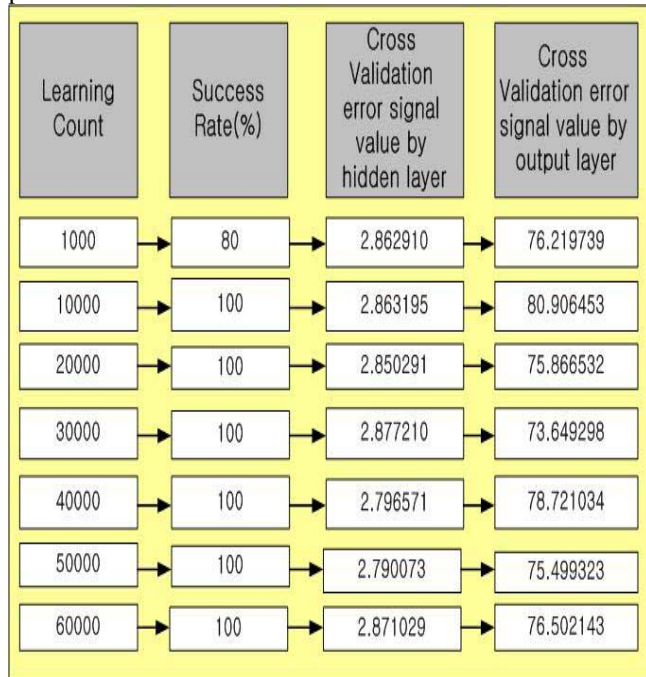 Learning
Count
Success
Rate(%)
Cross
Validation
error signal
value by
hidden layer
Cross
Validation error
signal value by
output layer
1000 80 2.862910 76.219739
10000 100 2.863195 80.906453
20000 100 2.850291 75.866532
30000 100 2.877210 73.649298
40000 100 2.796571 78.721034
50000 100 2.790073 75.499323
60000 100 2.871029 76.502143